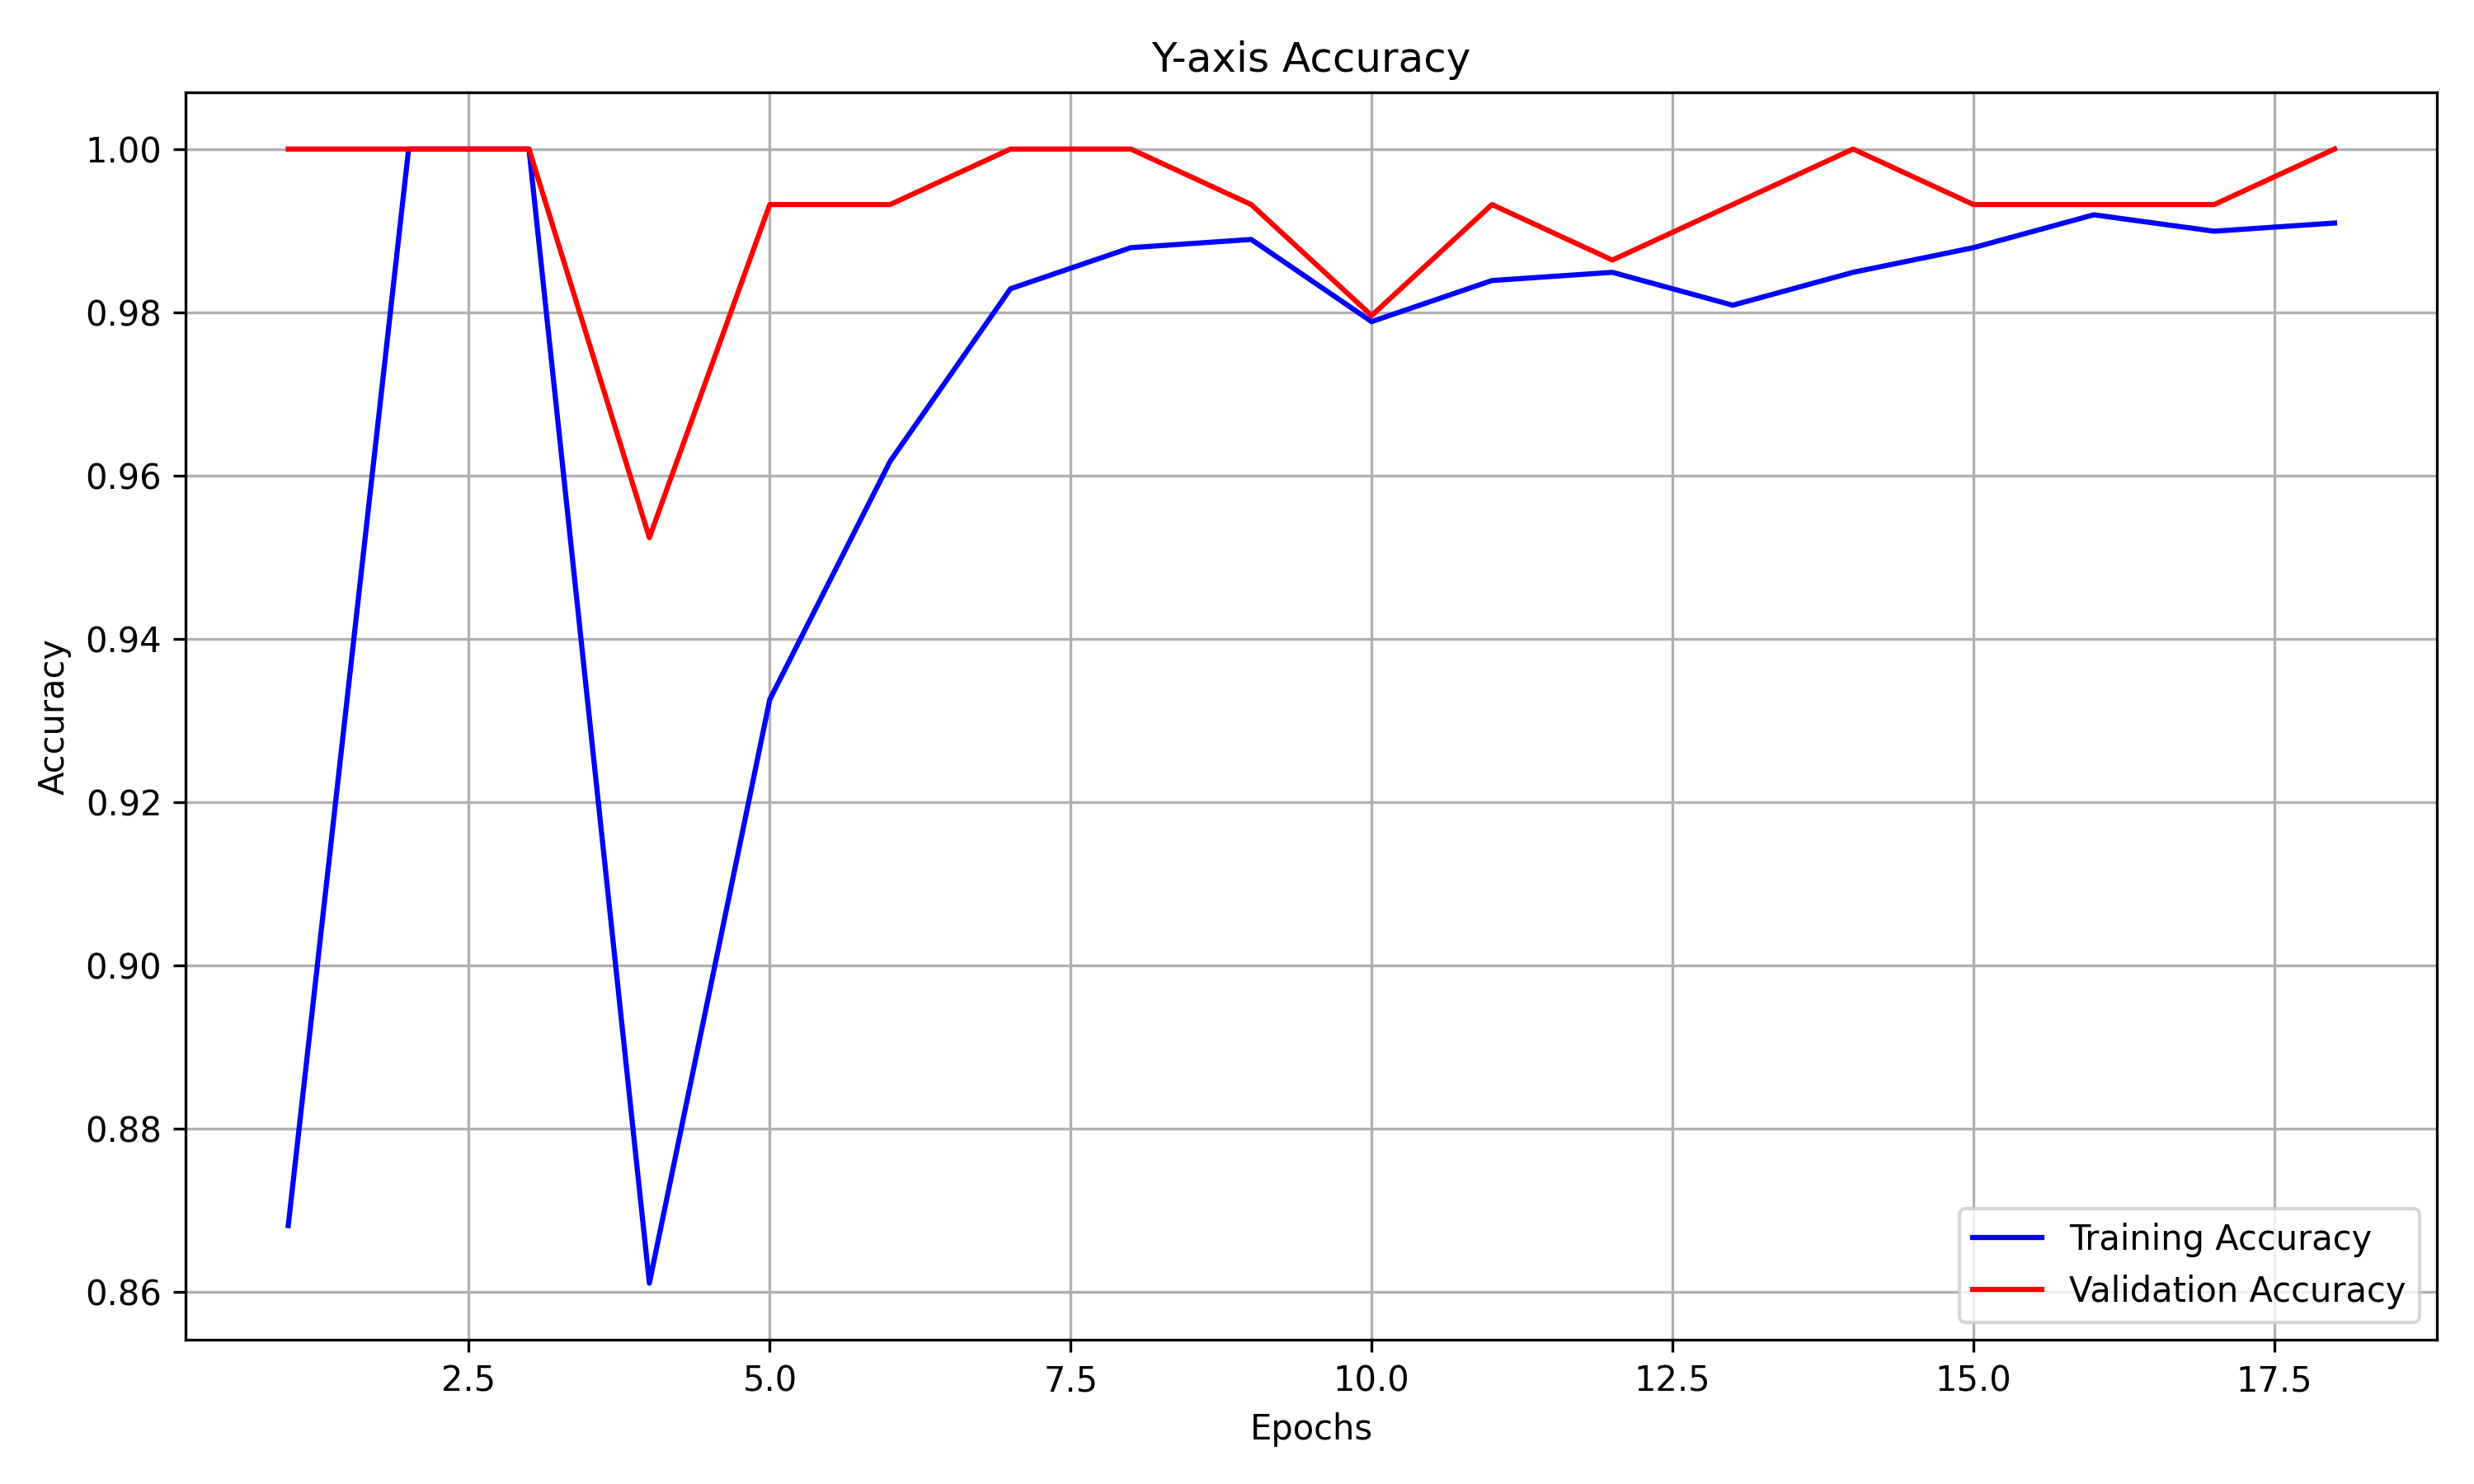 Y-axis Accuracy
1.00
0.98
0.96
0.94
0.92
0.90
0.88
0.86
Accuracy
Training Accuracy
Validation Accuracy
2.5 5.0 7.5 10.0 12.5 15.0 17.5
Epochs